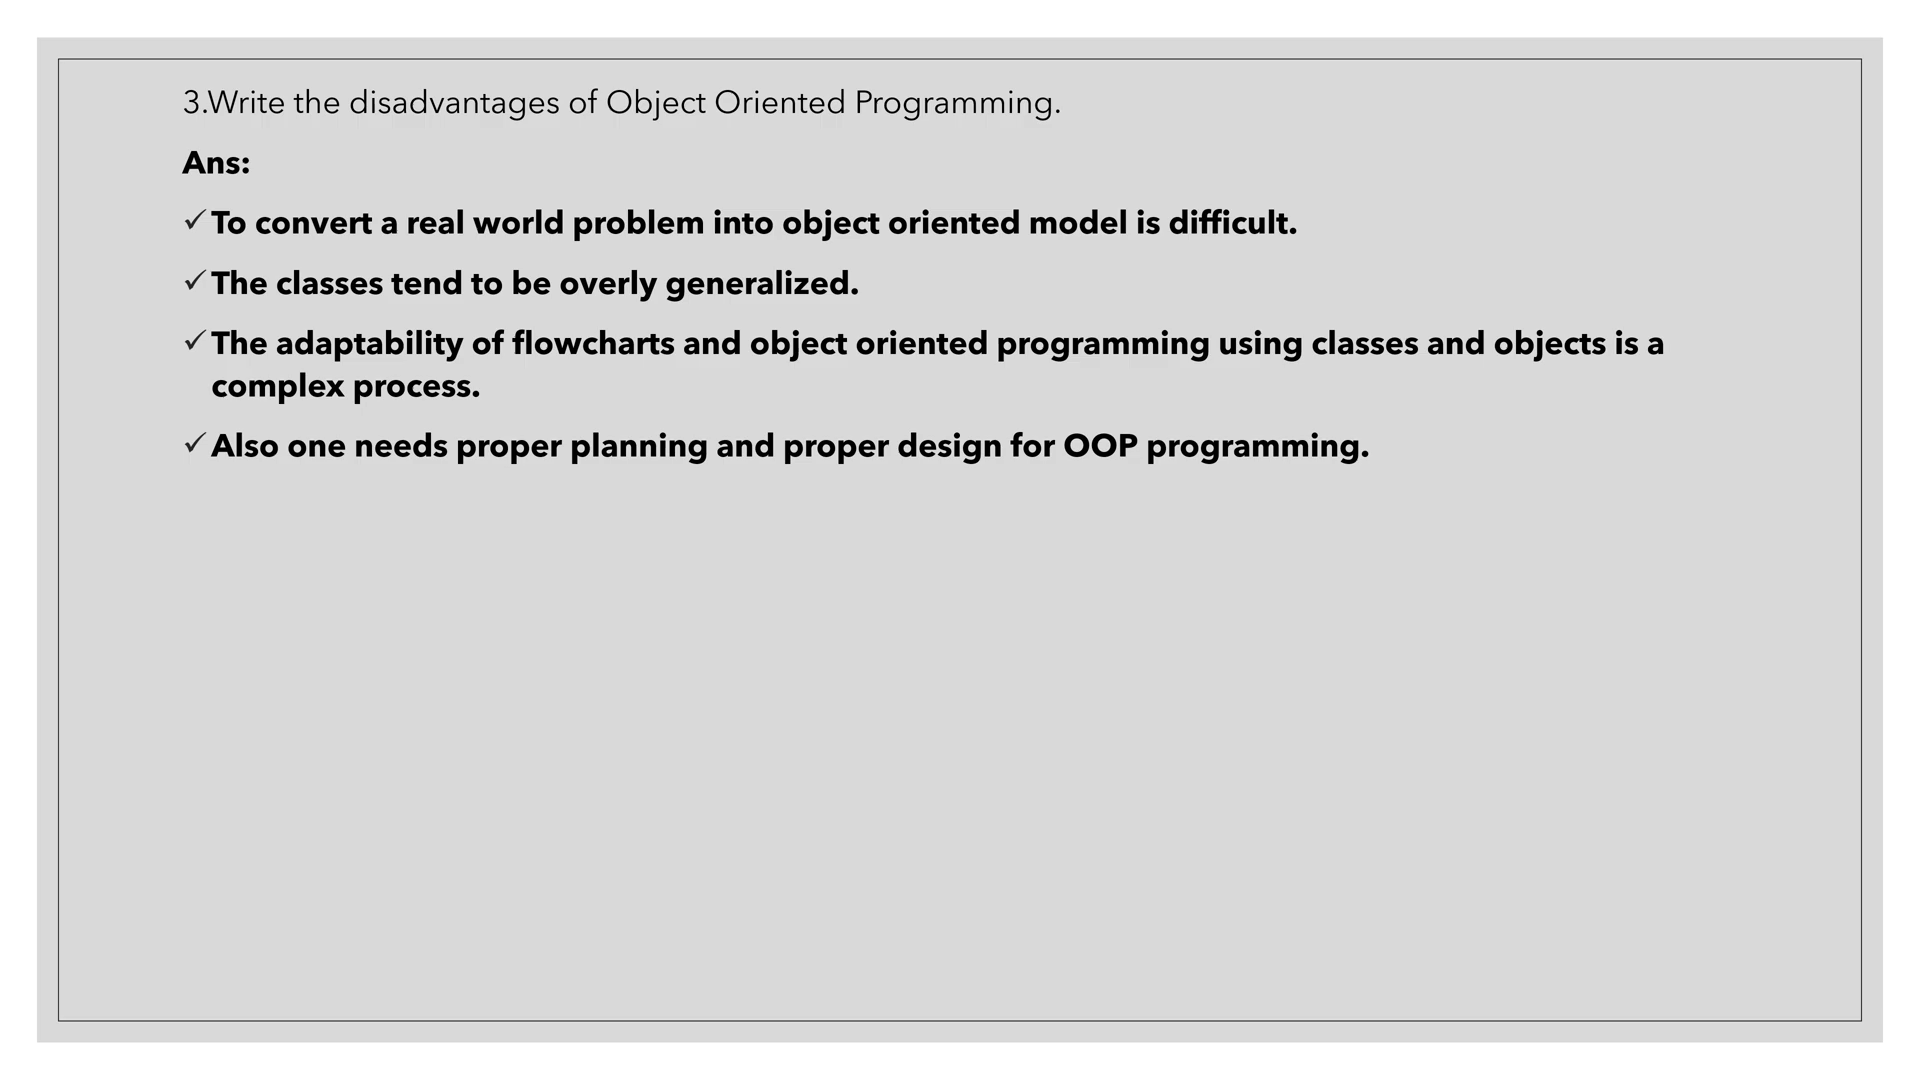 3.Write the disadvantages of Object Oriented Programming.
Ans:
✓ To convert a real world problem into object oriented model is difficult.
✓ The classes tend to be overly generalized.
✓ The adaptability of flowcharts and object oriented programming using classes and objects is a
complex process.
✓ Also one needs proper planning and proper design for OOP programming.